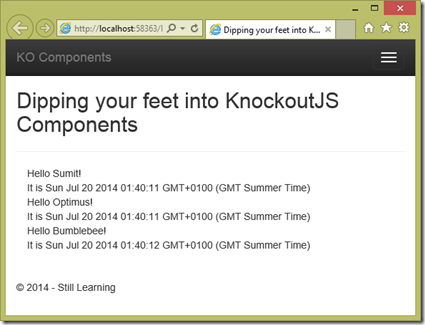 http://localhost:58363/
Dipping your feet into K...
KO Components
Dipping your feet into KnockoutJS
Components
Hello Sumit!
It is Sun Jul 20 2014 01:40:11 GMT+0100 (GMT Summer Time)
Hello Optimus!
It is Sun Jul 20 2014 01:40:11 GMT+0100 (GMT Summer Time)
Hello Bumblebee!
It is Sun Jul 20 2014 01:40:12 GMT+0100 (GMT Summer Time)
© 2014 - Still Learning